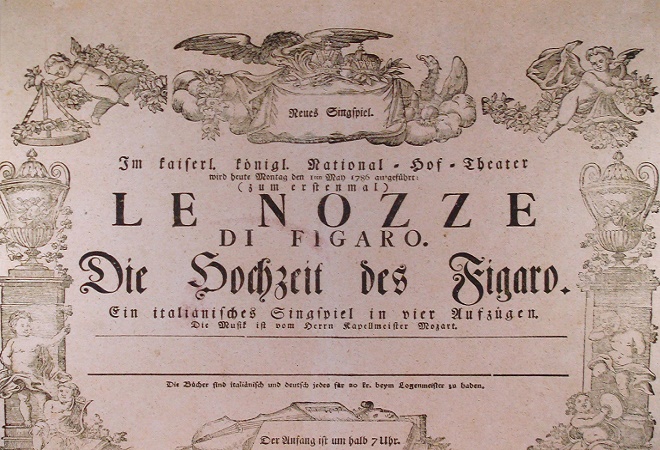 Neues Singspiel.
Im kaiserl. königl. National-Hof-Theater
wird heute Montag den 1ten May 1786 aufgeführt:
(zum erstenmal)
LE NOZZE
DI FIGARO.
Die Hochzeit des Figaro.
Ein italiänisches Singspiel in vier Aufzügen.
Die Musik ist vom Herrn Kapellmeister Mozart.
Die Bücher sind italiänisch und deutsch jedes für 20 kr. beym Logenmeister zu haben.
Der Anfang ist um halb 7 Uhr.